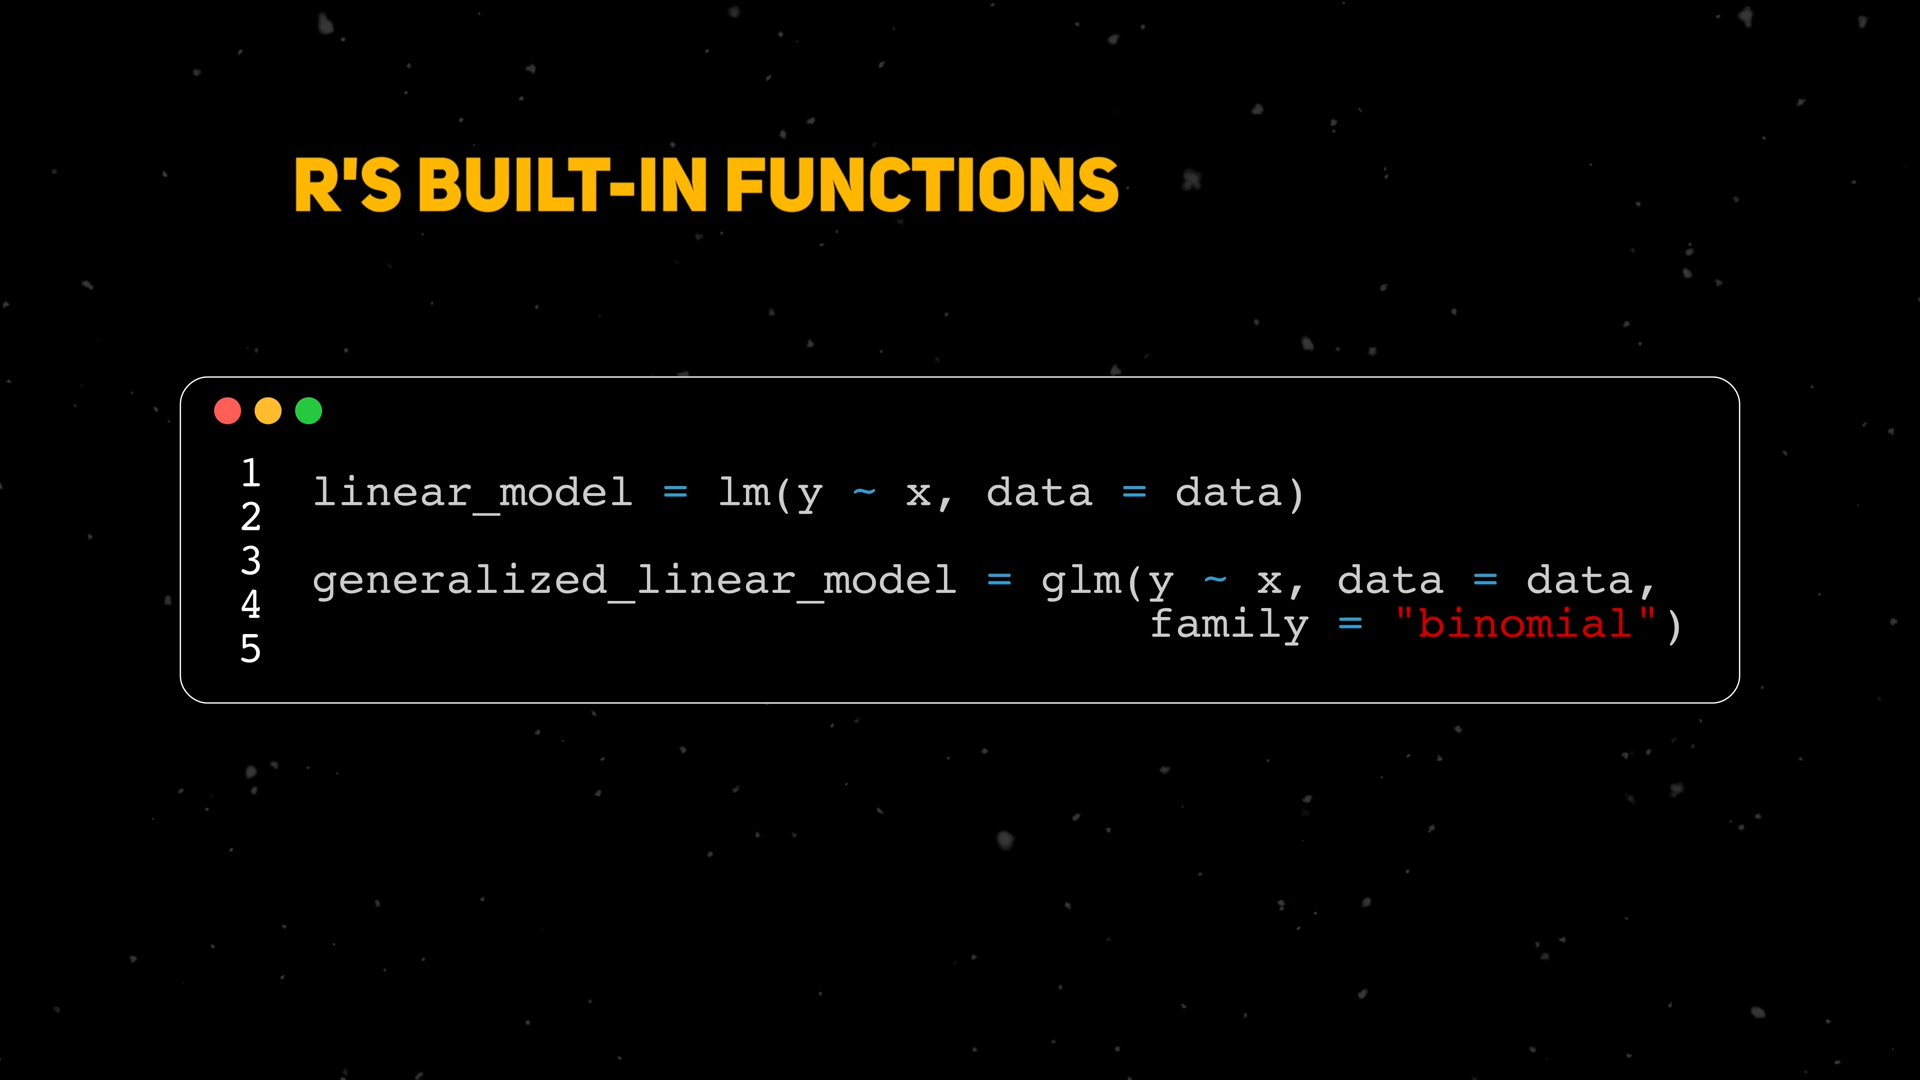 R'S BUILT-IN FUNCTIONS
1
linear_model = lm(y ~ x, data = data)
2
3
generalized_linear_model = glm(y ~ x, data = data,
4
family = "binomial")
5